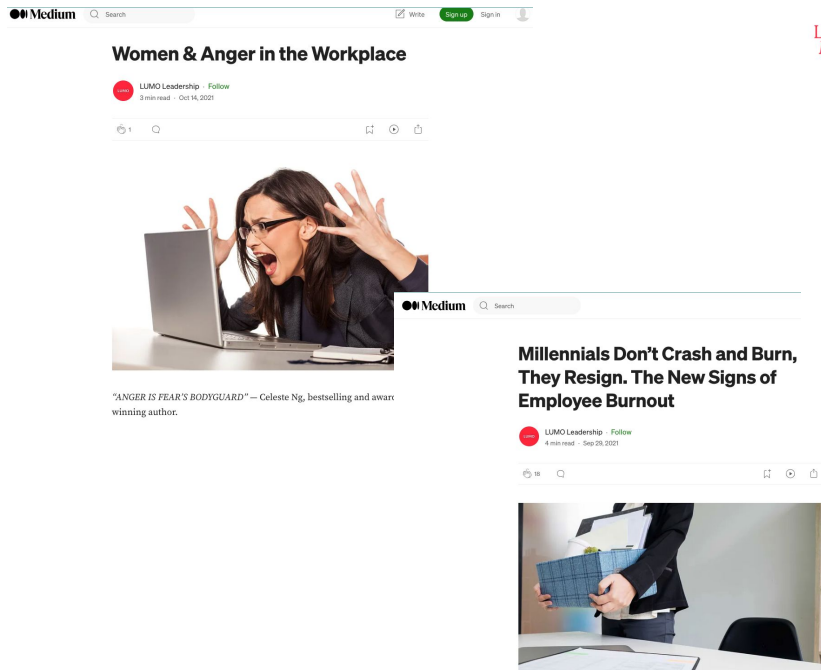 Medium
Search
Write
Sign up
Sign in
Women & Anger in the Workplace
LUMO
LUMO Leadership · Follow
3 min read · Oct 14, 2021
1
"ANGER IS FEAR'S BODYGUARD" — Celeste Ng, bestselling and award
winning author.
Medium
Search
Millennials Don't Crash and Burn,
They Resign. The New Signs of
Employee Burnout
LUMO
LUMO Leadership · Follow
4 min read · Sep 29, 2021
18